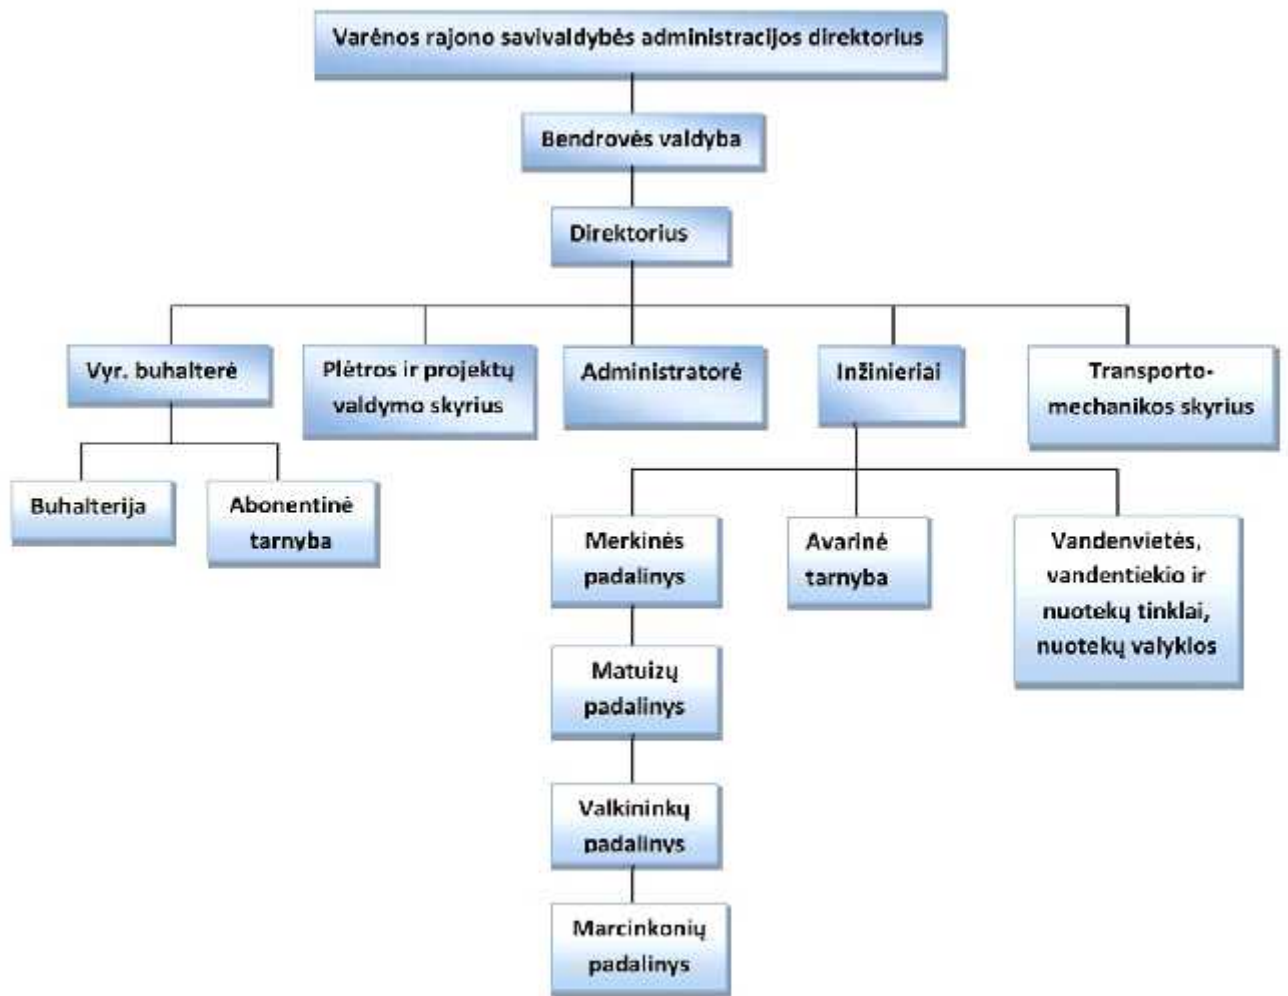 Varėnos rajono savivaldybės administracijos direktorius
Bendrovės valdyba
Direktorius
Vyr. buhalterė
Plėtros ir projektų
valdymo skyrius
Administratorė
Inžinieriai
Transporto-
mechanikos skyrius
Buhalterija
Abonentinė
tarnyba
Merkinės
padalinys
Avarinė
tarnyba
Vandenvietės,
vandentiekio ir
nuotekų tinklai,
nuotekų valyklos
Matuizų
padalinys
Valkininkų
padalinys
Marcinkonių
padalinys